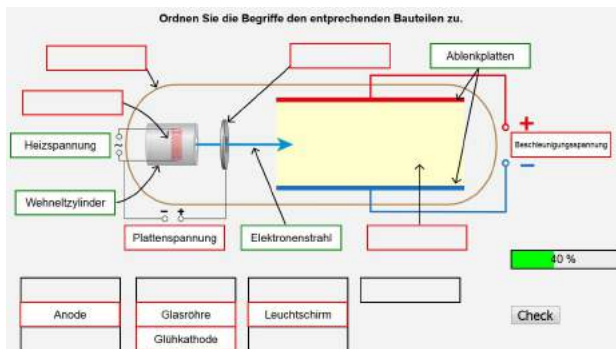 Ordnen Sie die Begriffe den entprechenden Bauteilen zu.
Ablenkplatten
+
Heizspannung
~
Beschleunigungsspannung
−
Wehneltzylinder
− +
Plattenspannung
Elektronenstrahl
40 %
Anode
Glasröhre
Leuchtschirm
Check
Glühkathode